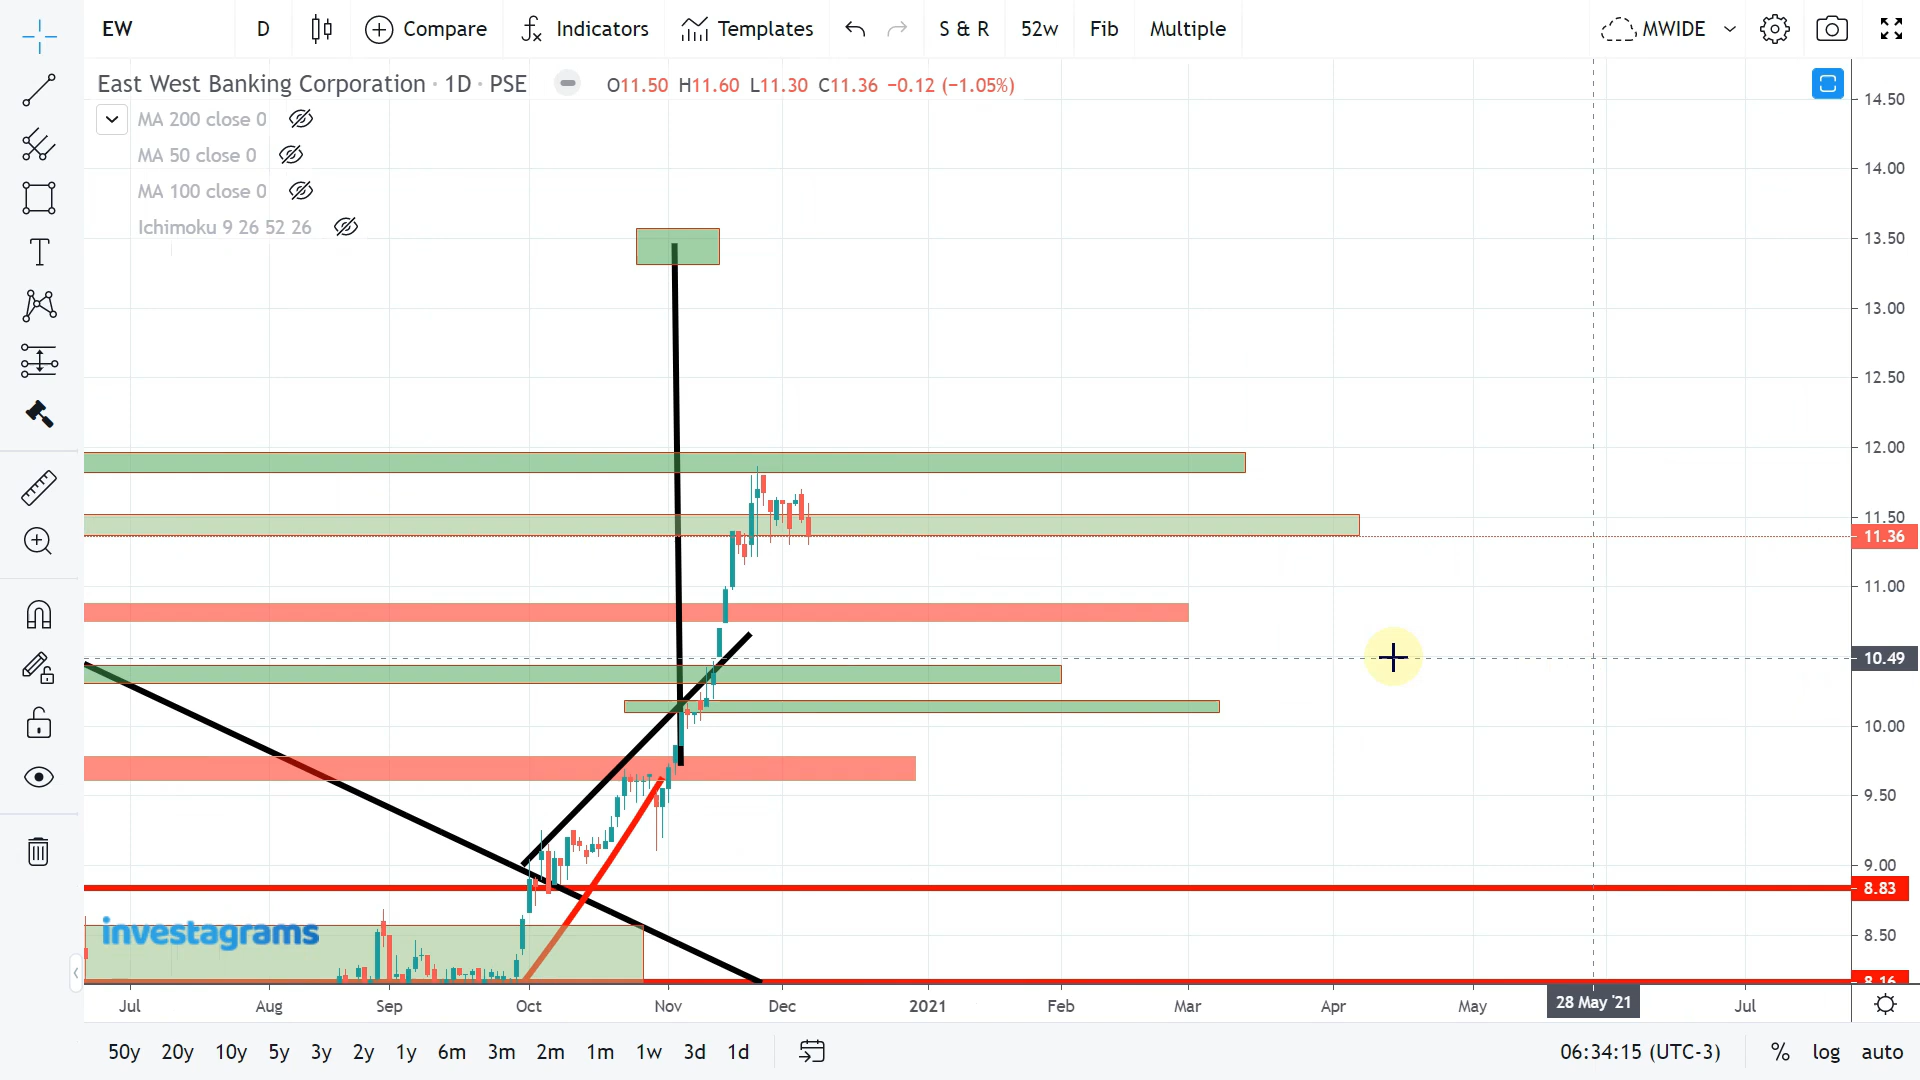 EW D Compare Indicators Templates S & R 52w Fib Multiple MWIDE
East West Banking Corporation · 1D · PSE O11.50 H11.60 L11.30 C11.36 −0.12 (−1.05%)
MA 200 close 0
MA 50 close 0
MA 100 close 0
Ichimoku 9 26 52 26
14.50
14.00
13.50
13.00
12.50
12.00
11.50
11.36
11.00
10.49
10.00
9.50
9.00
8.83
8.50
8.16
investagrams
Jul Aug Sep Oct Nov Dec 2021 Feb Mar Apr May 28 May '21 Jul
50y 20y 10y 5y 3y 2y 1y 6m 3m 2m 1m 1w 3d 1d 06:34:15 (UTC-3) % log auto